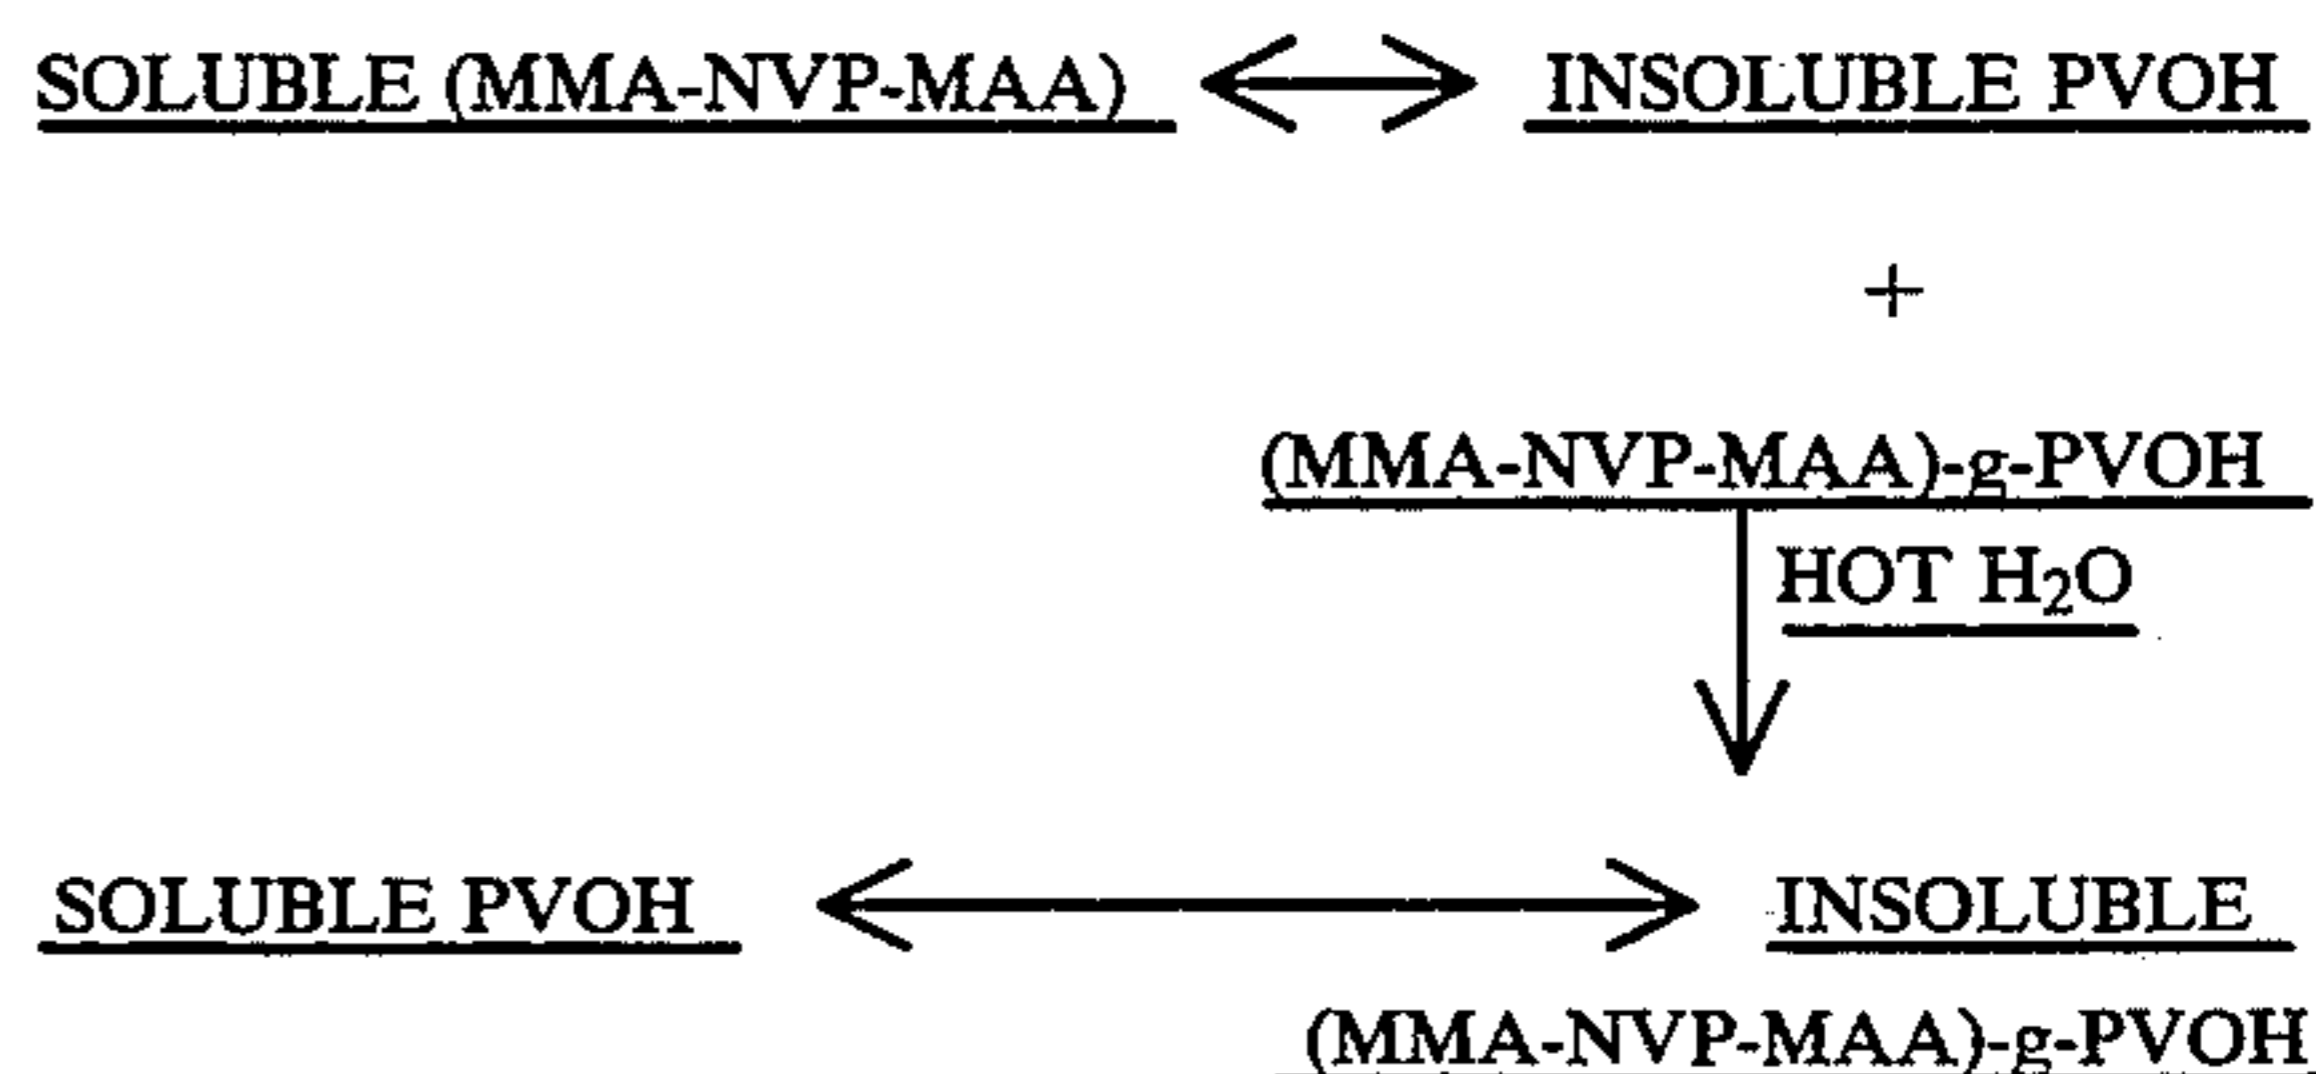 SOLUBLE (MMA-NVP-MAA) INSOLUBLE PVOH
+
(MMA-NVP-MAA)-g-PVOH
HOT H₂O
SOLUBLE PVOH INSOLUBLE
(MMA-NVP-MAA)-g-PVOH